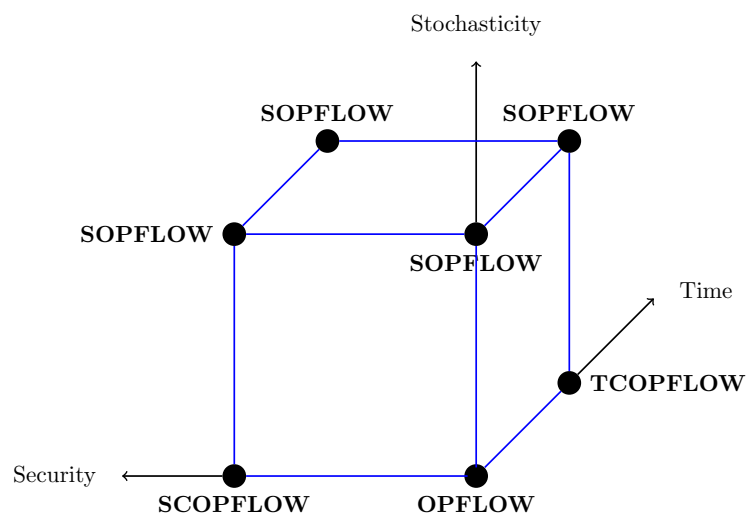 Stochasticity
SOPFLOW
SOPFLOW
SOPFLOW
SOPFLOW
Time
TCOPFLOW
Security
SCOPFLOW
OPFLOW